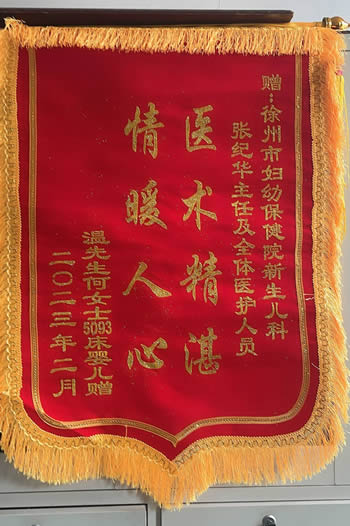 赠：徐州市妇幼保健院新生儿科
张纪华主任及全体医护人员
医术精湛
情暖人心
温先生何女士5093床婴儿赠
二〇二三年二月